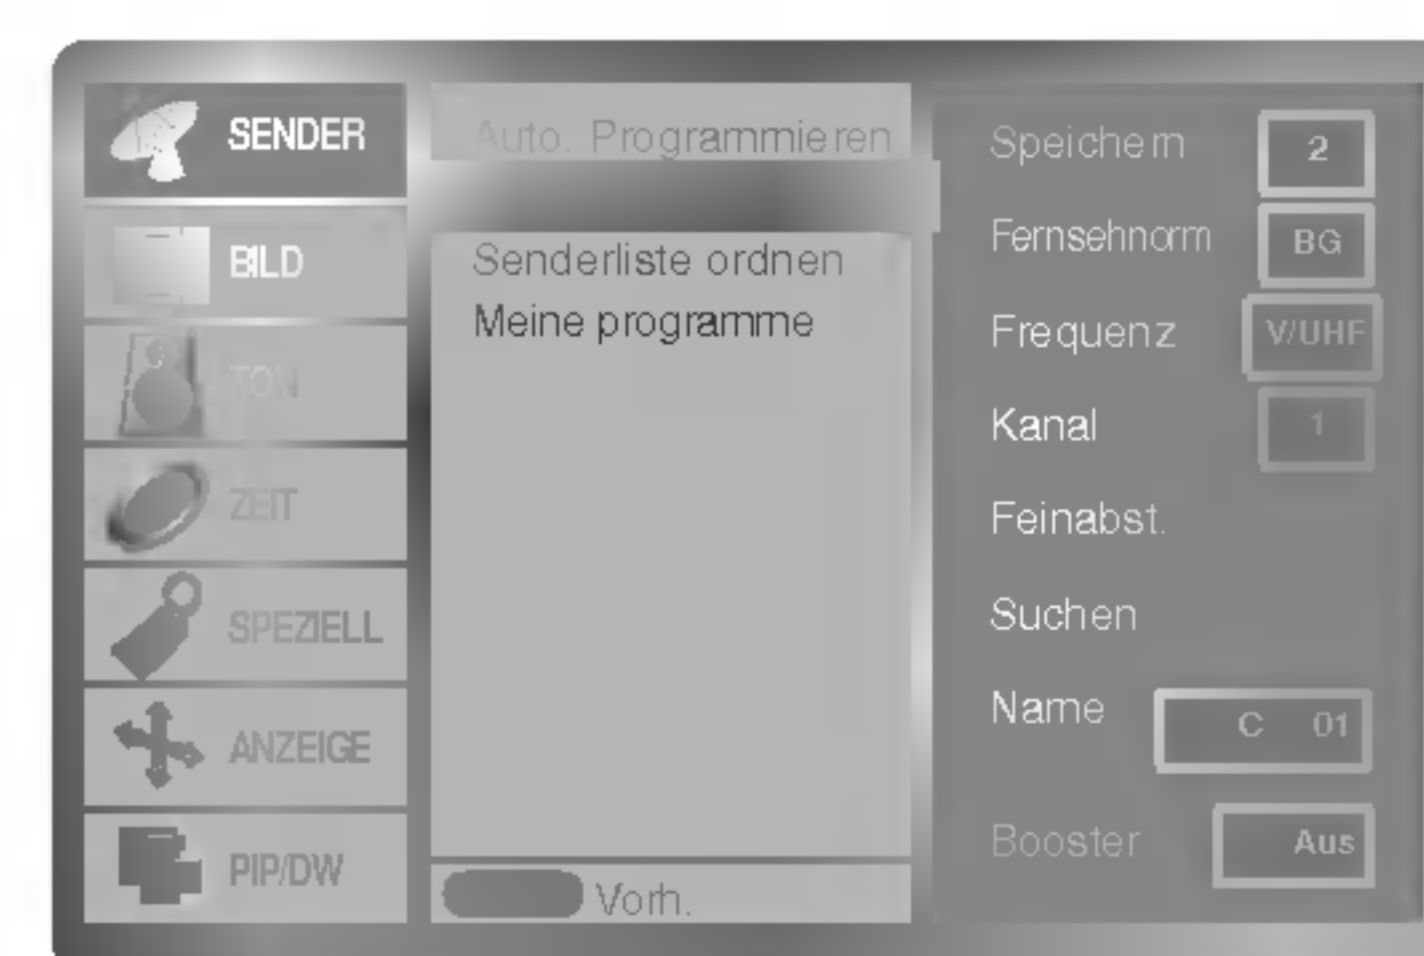 SENDER
BILD
TON
ZEIT
SPEZIELL
ANZEIGE
PIP/DW
Auto. Programmieren
Senderliste ordnen
Meine programme
Vorh.
Speichern 2
Fernsehnorm BG
Frequenz V/UHF
Kanal 1
Feinabst.
Suchen
Name C 01
Booster Aus